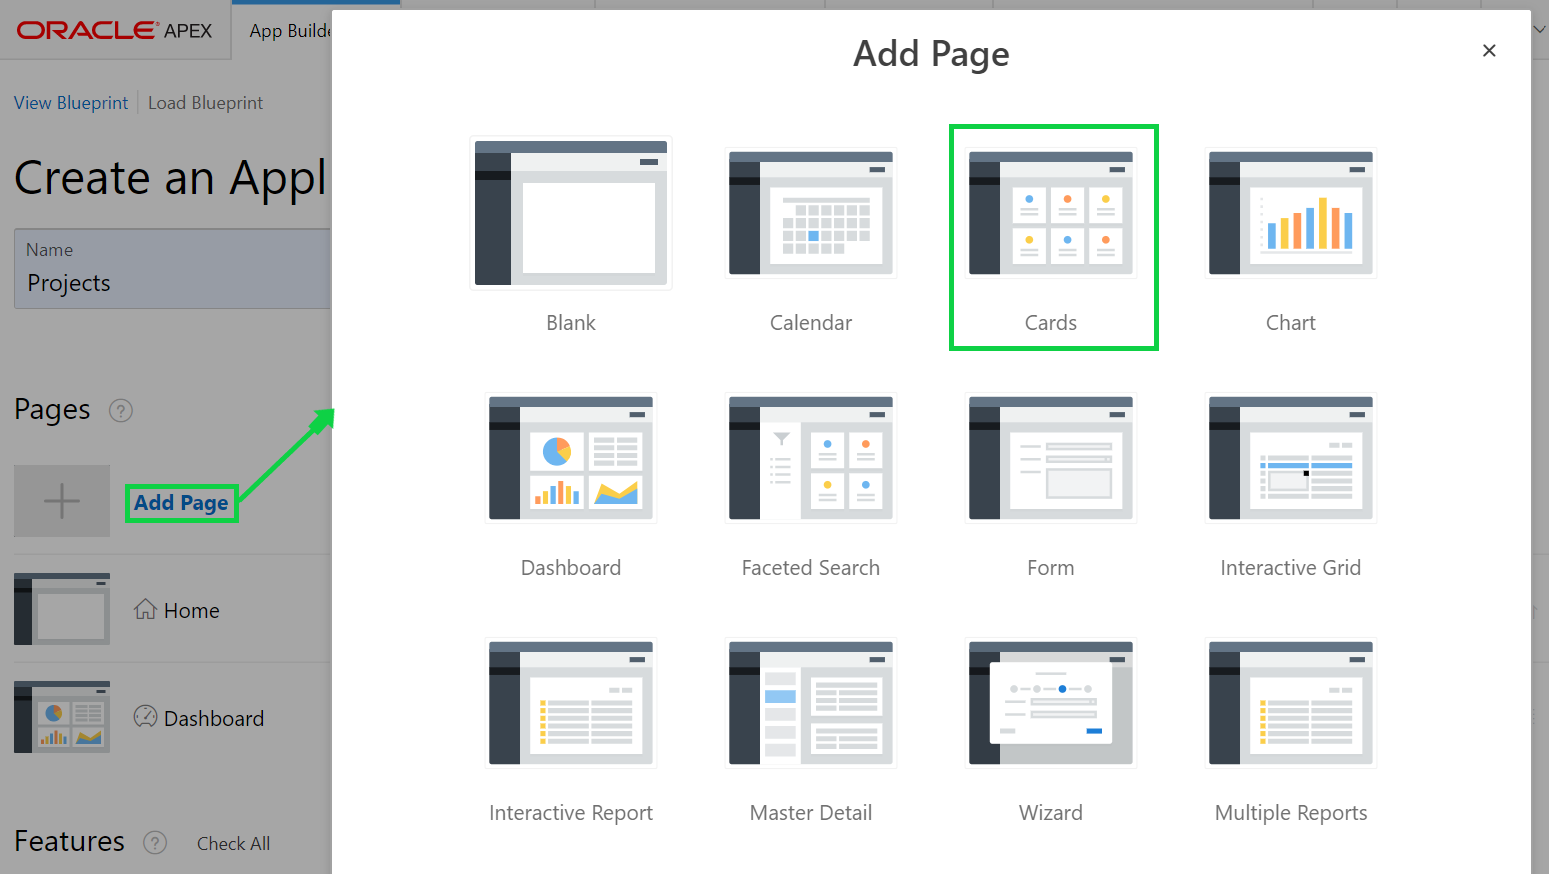 ORACLE® APEX
App Builde
View Blueprint
Load Blueprint
Create an Appl
Name
Projects
Pages ?
Add Page
Home
Dashboard
Features ?
Check All
Add Page
Blank
Calendar
Cards
Chart
Dashboard
Faceted Search
Form
Interactive Grid
Interactive Report
Master Detail
Wizard
Multiple Reports